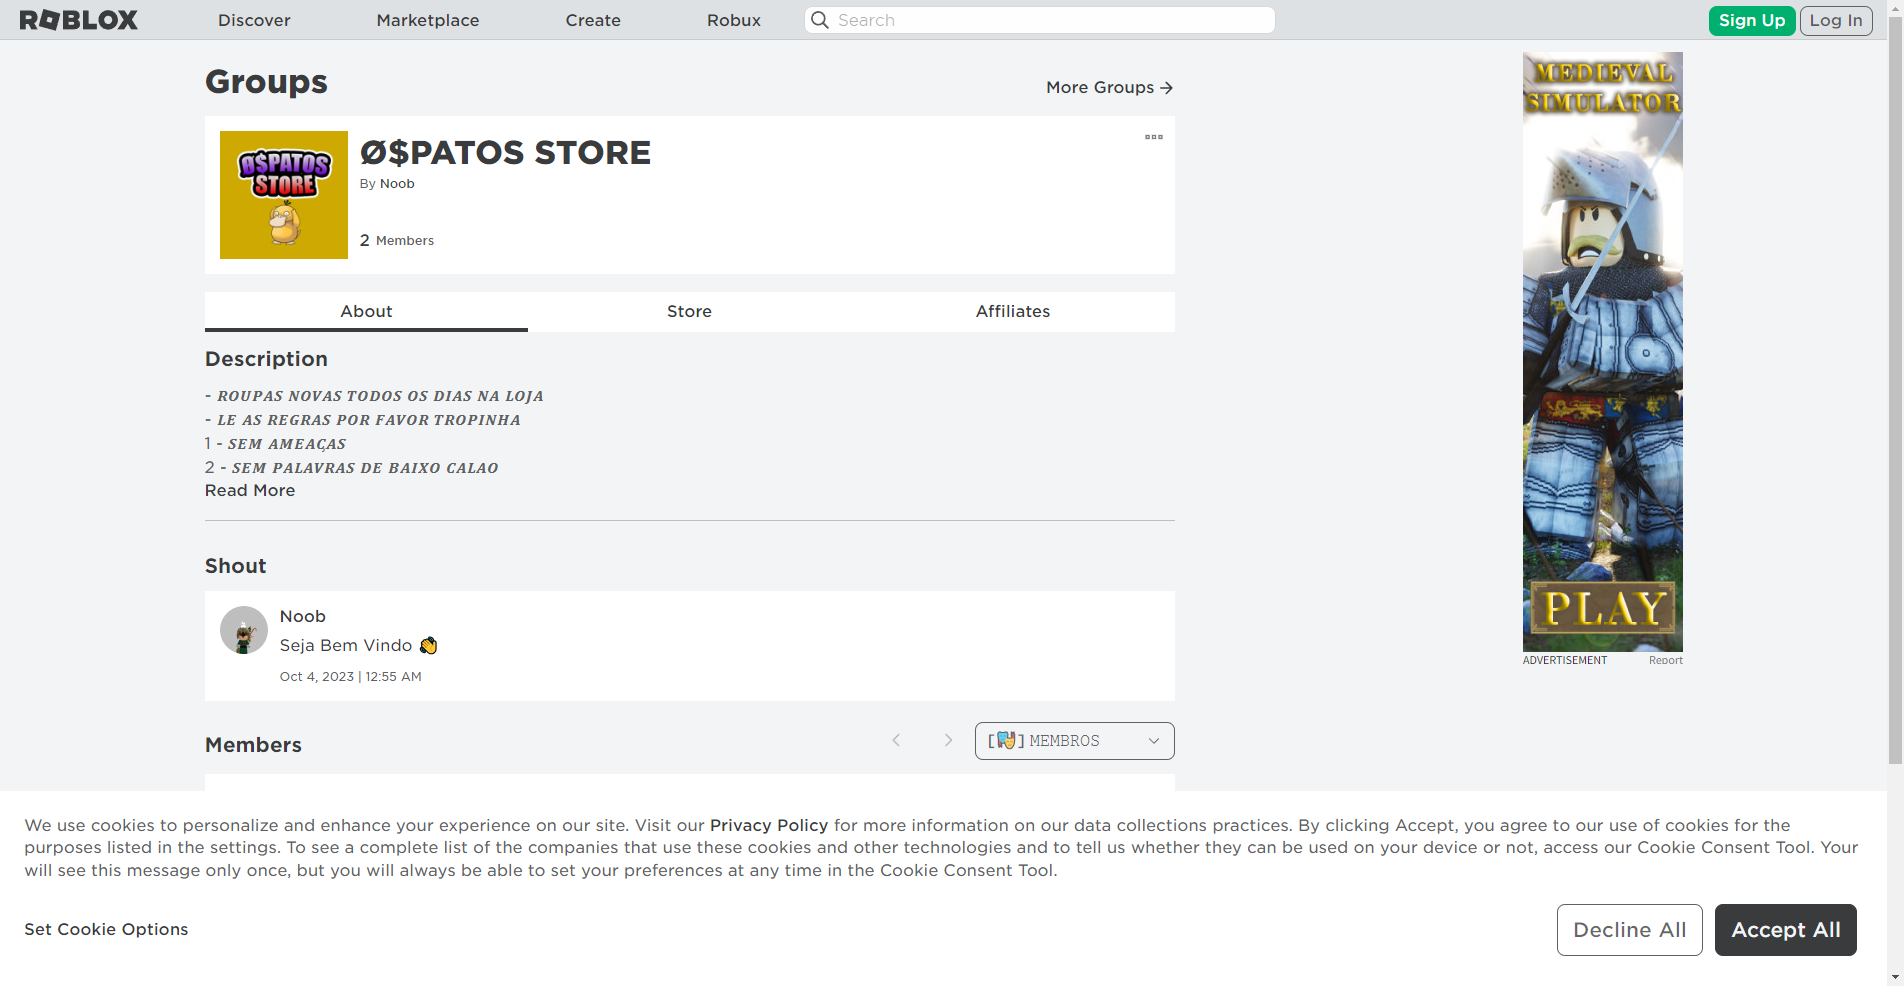 ROBLOX
Discover
Marketplace
Create
Robux
Search
Sign Up
Log In
Groups
More Groups
Ø$PATOS STORE
Ø$PATOS
STORE
By Noob
2 Members
About
Store
Affiliates
Description
- ROUPAS NOVAS TODOS OS DIAS NA LOJA
- LE AS REGRAS POR FAVOR TROPINHA
1 - SEM AMEAÇAS
2 - SEM PALAVRAS DE BAIXO CALAO
Read More
Shout
Noob
Seja Bem Vindo 👏
Oct 4, 2023 | 12:55 AM
Members
[🎭] MEMBROS
MEDIEVAL
SIMULATOR
PLAY
ADVERTISEMENT
Report
We use cookies to personalize and enhance your experience on our site. Visit our Privacy Policy for more information on our data collections practices. By clicking Accept, you agree to our use of cookies for the
purposes listed in the settings. To see a complete list of the companies that use these cookies and other technologies and to tell us whether they can be used on your device or not, access our Cookie Consent Tool. Your
will see this message only once, but you will always be able to set your preferences at any time in the Cookie Consent Tool.
Set Cookie Options
Decline All
Accept All